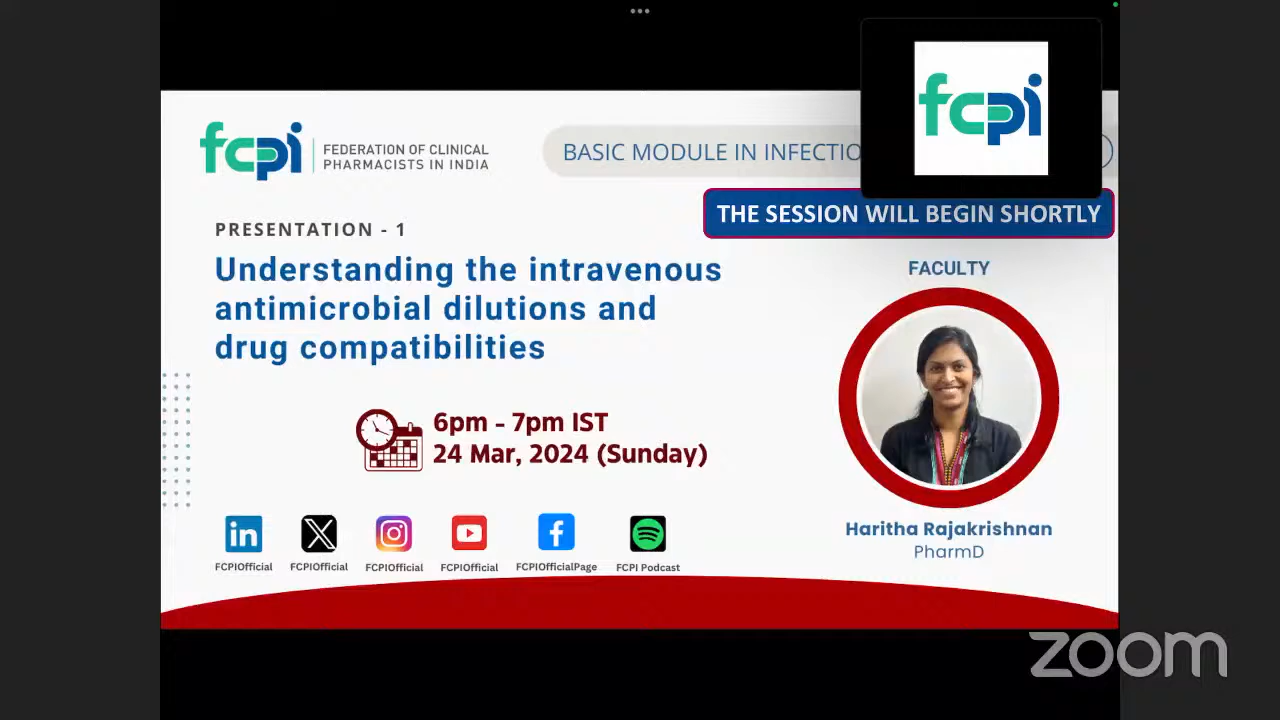 fcpi
FEDERATION OF CLINICAL
PHARMACISTS IN INDIA
BASIC MODULE IN INFECTIO
fcpi
THE SESSION WILL BEGIN SHORTLY
PRESENTATION - 1
Understanding the intravenous
antimicrobial dilutions and
drug compatibilities
6pm - 7pm IST
24 Mar, 2024 (Sunday)
FACULTY
Haritha Rajakrishnan
PharmD
FCPIOfficial
FCPIOfficial
FCPIOfficial
FCPIOfficial
FCPIOfficialPage
FCPI Podcast
zoom